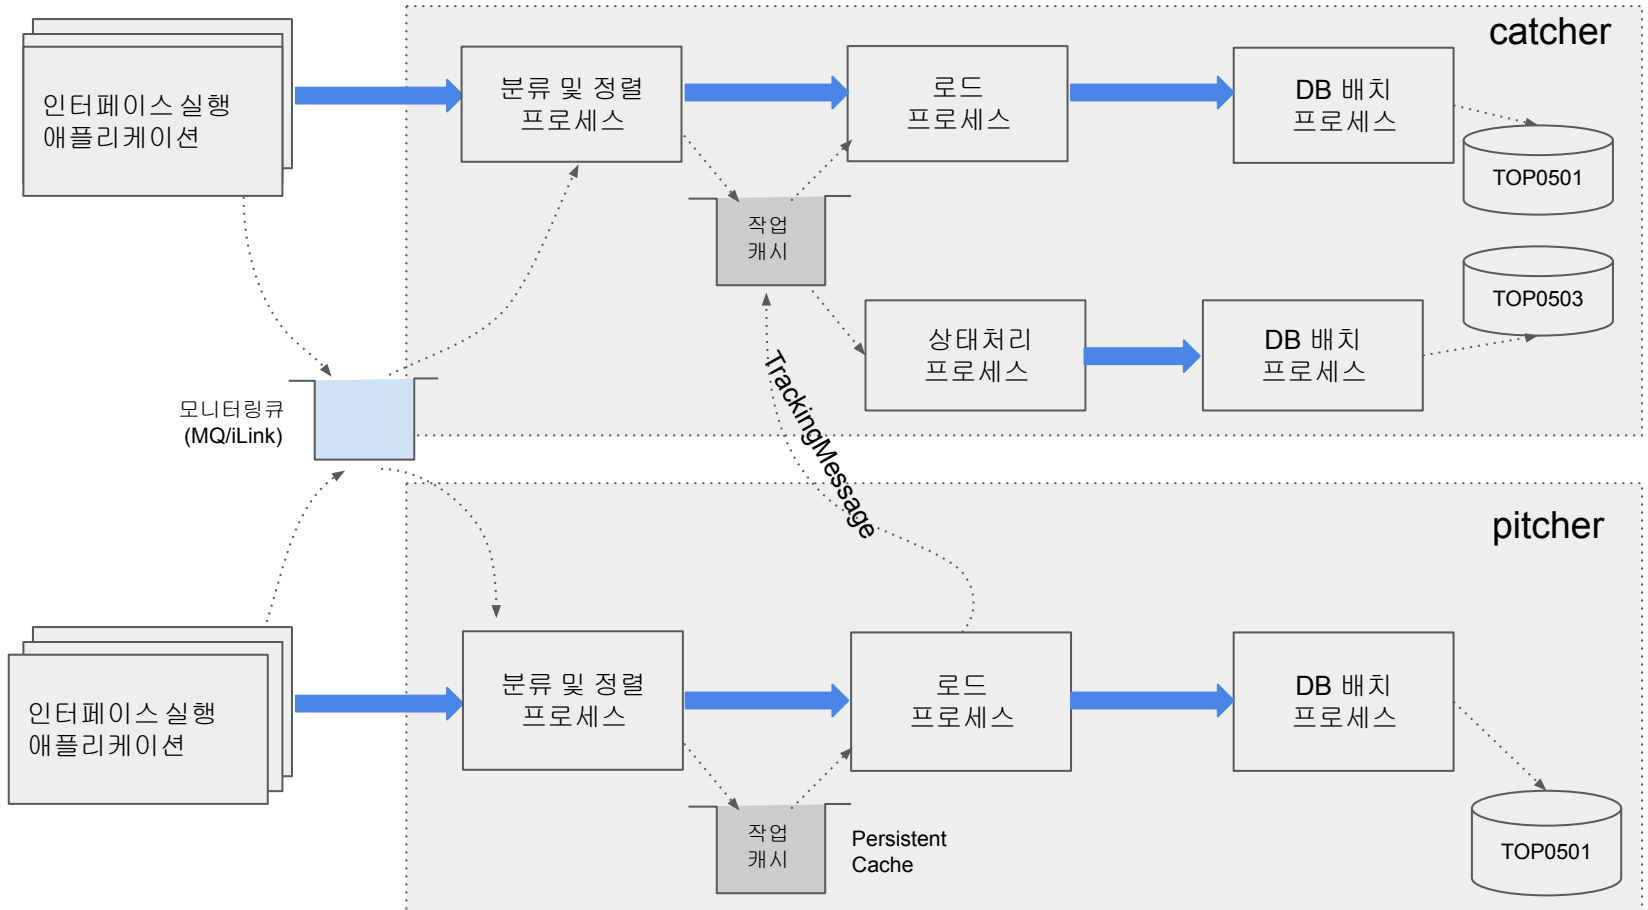 catcher
인터페이스 실행
애플리케이션
분류 및 정렬
프로세스
로드
프로세스
DB 배치
프로세스
TOP0501
작업
캐시
TOP0503
상태처리
프로세스
DB 배치
프로세스
모니터링큐
(MQ/iLink)
TrackingMessage
pitcher
인터페이스 실행
애플리케이션
분류 및 정렬
프로세스
로드
프로세스
DB 배치
프로세스
작업
캐시
Persistent
Cache
TOP0501